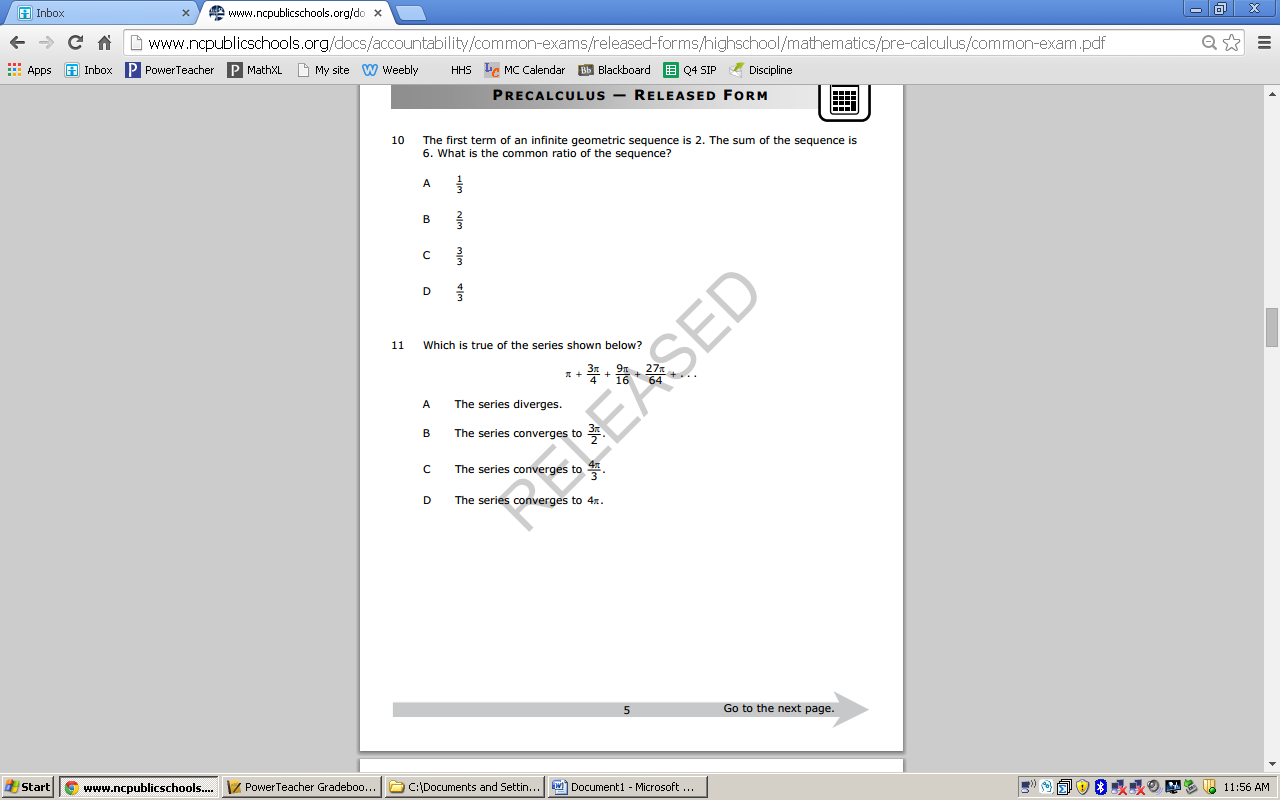 Inbox
www.ncpublicschools.org/do
www.ncpublicschools.org/docs/accountability/common-exams/released-forms/highschool/mathematics/pre-calculus/common-exam.pdf
Apps Inbox PowerTeacher MathXL My site Weebly HHS MC Calendar Blackboard Q4 SIP Discipline
PRECALCULUS — RELEASED FORM
10 The first term of an infinite geometric sequence is 2. The sum of the sequence is
6. What is the common ratio of the sequence?
A 1/3
B 2/3
C 3/3
D 4/3
11 Which is true of the series shown below?
π + 3π/4 + 9π/16 + 27π/64 + . . .
A The series diverges.
B The series converges to 3π/2.
C The series converges to 4π/3.
D The series converges to 4π.
RELEASED
5 Go to the next page.
Start www.ncpublicschools.... PowerTeacher Gradeboo... C:\Documents and Settin... Document1 - Microsoft ... 11:56 AM